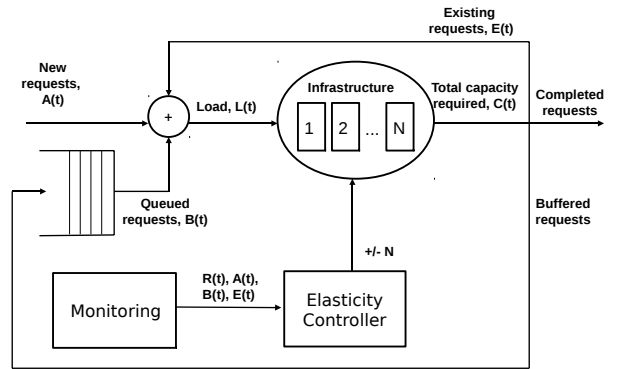 Existing
requests, E(t)
New
requests,
A(t)
+
Load, L(t)
Infrastructure
1 2 ... N
Total capacity
required, C(t)
Completed
requests
Queued
requests, B(t)
Buffered
requests
+/- N
R(t), A(t),
B(t), E(t)
Monitoring
Elasticity
Controller